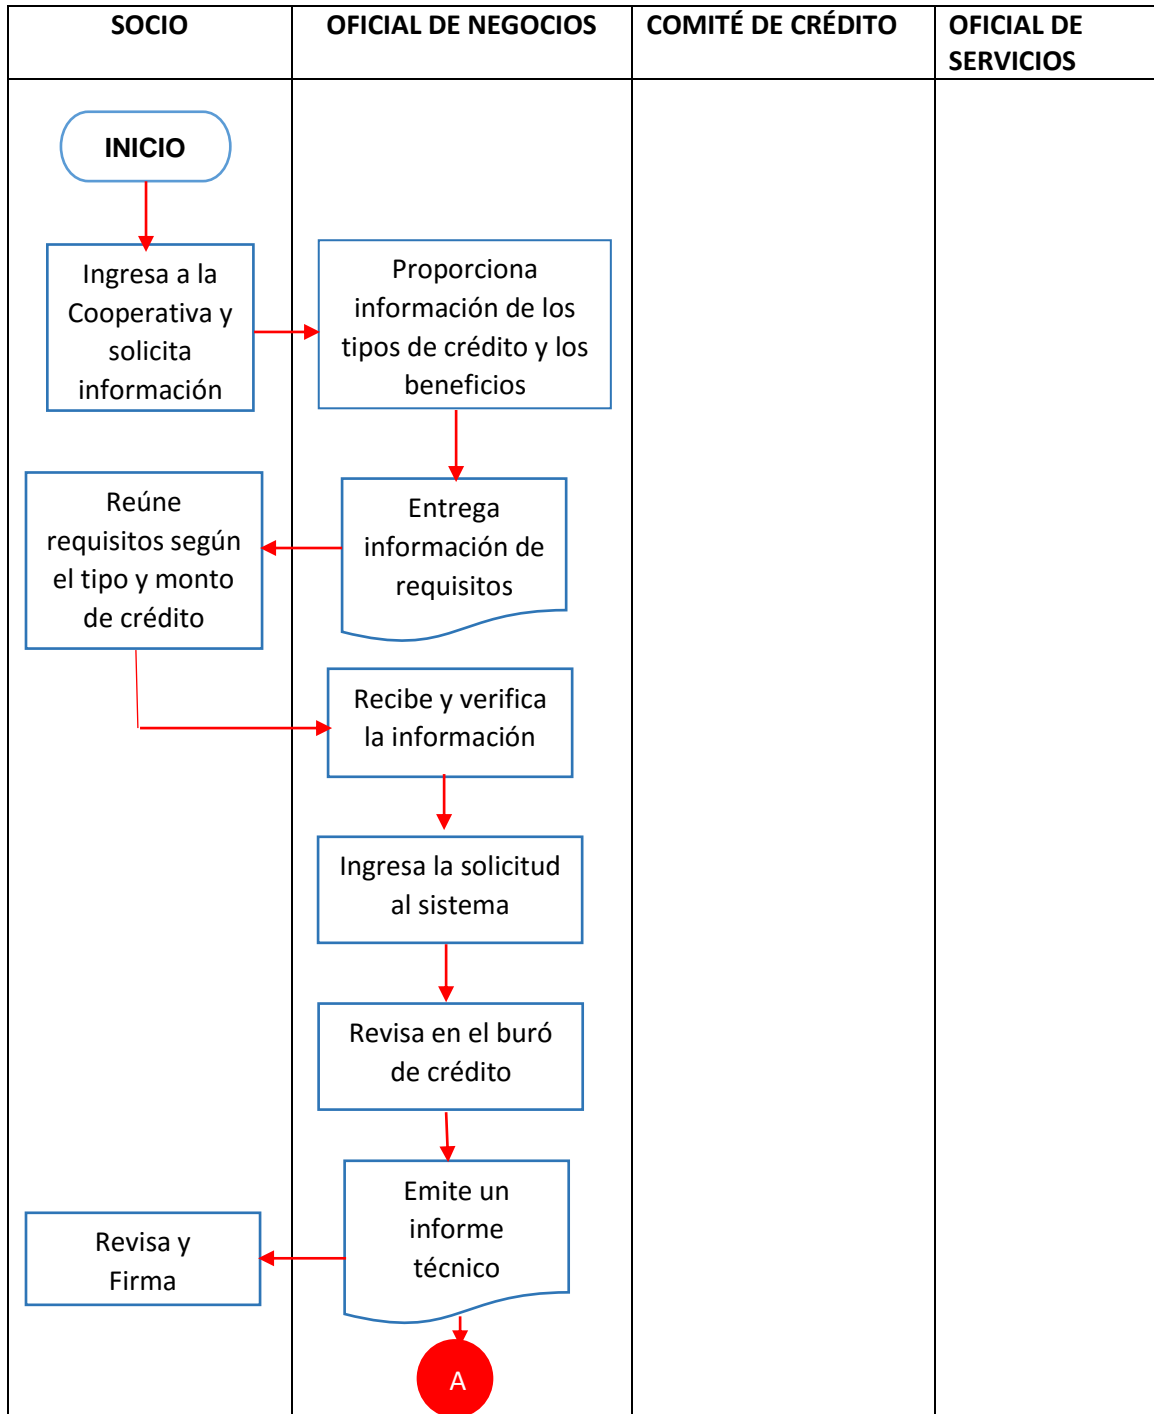 SOCIO
OFICIAL DE NEGOCIOS
COMITÉ DE CRÉDITO
OFICIAL DE
SERVICIOS
INICIO
Ingresa a la
Cooperativa y
solicita
información
Proporciona
información de los
tipos de crédito y los
beneficios
Entrega
información de
requisitos
Reúne
requisitos según
el tipo y monto
de crédito
Recibe y verifica
la información
Ingresa la solicitud
al sistema
Revisa en el buró
de crédito
Emite un
informe
técnico
Revisa y
Firma
A